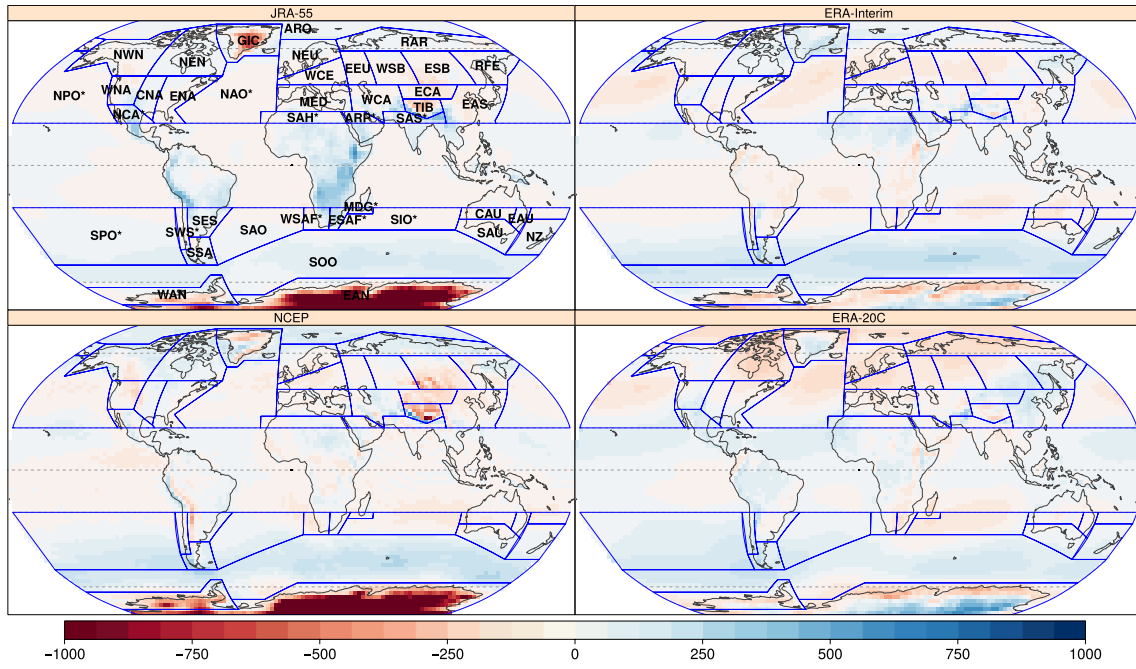 JRA-55
ERA-Interim
ARO
GIC
RAR
NWN
NEN
NEU
WCE
EEU
WSB
ESB
RFE
NPO*
WNA
CNA
ENA
NAO*
MED
WCA
ECA
TIB
EAS
NCA*
SAH*
ARP*
SAS*
MDG*
SES
WSAF*
ESAF*
SIO*
CAU
EAU
SPO*
SWS*
SAO
SAU
NZ
SSA
SOO
WAN
EAN
NCEP
ERA-20C
-1000 -750 -500 -250 0 250 500 750 1000